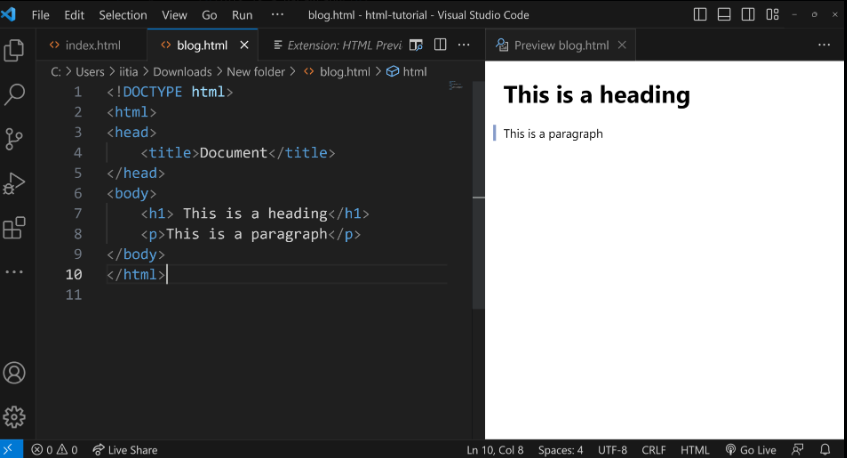 File Edit Selection View Go Run ··· blog.html - html-tutorial - Visual Studio Code
index.html blog.html Extension: HTML Previ ···
Preview blog.html ···
C: > Users > iitia > Downloads > New folder > blog.html > html
1 <!DOCTYPE html>
2 <html>
3 <head>
4 <title>Document</title>
5 </head>
6 <body>
7 <h1> This is a heading</h1>
8 <p>This is a paragraph</p>
9 </body>
10 </html>
11
This is a heading
This is a paragraph
0 0 Live Share Ln 10, Col 8 Spaces: 4 UTF-8 CRLF HTML Go Live